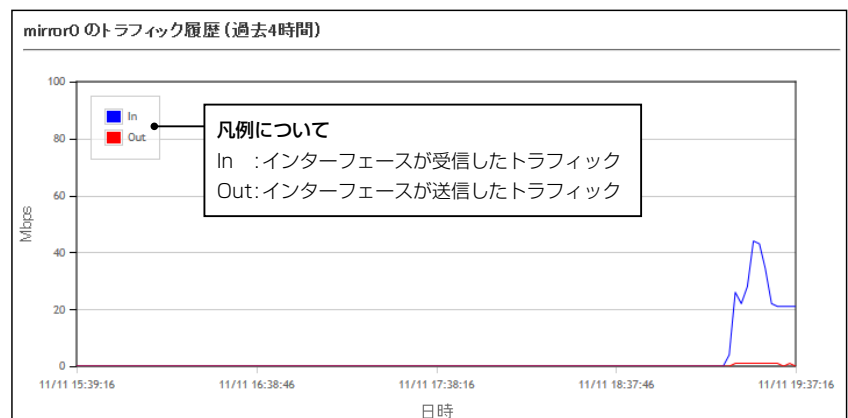 mirror0 のトラフィック履歴 (過去4時間)
100
In
Out
凡例について
In :インターフェースが受信したトラフィック
Out:インターフェースが送信したトラフィック
80
60
Mbps
40
20
0
11/11 15:39:16
11/11 16:38:46
11/11 17:38:16
11/11 18:37:46
11/11 19:37:16
日時